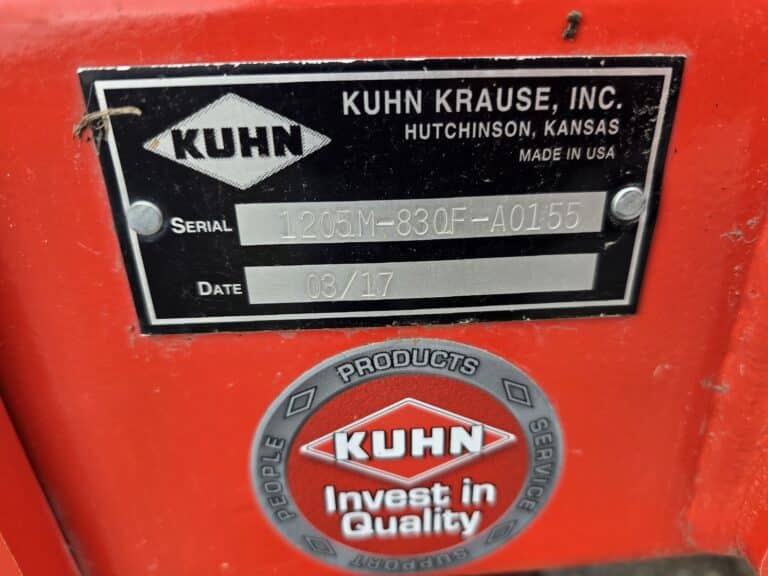 KUHN
KUHN KRAUSE, INC.
HUTCHINSON, KANSAS
MADE IN USA
SERIAL 1205M-830F-A0155
DATE 03/17
PRODUCTS
PEOPLE
SERVICE
KUHN
Invest in
Quality
SUPPORT